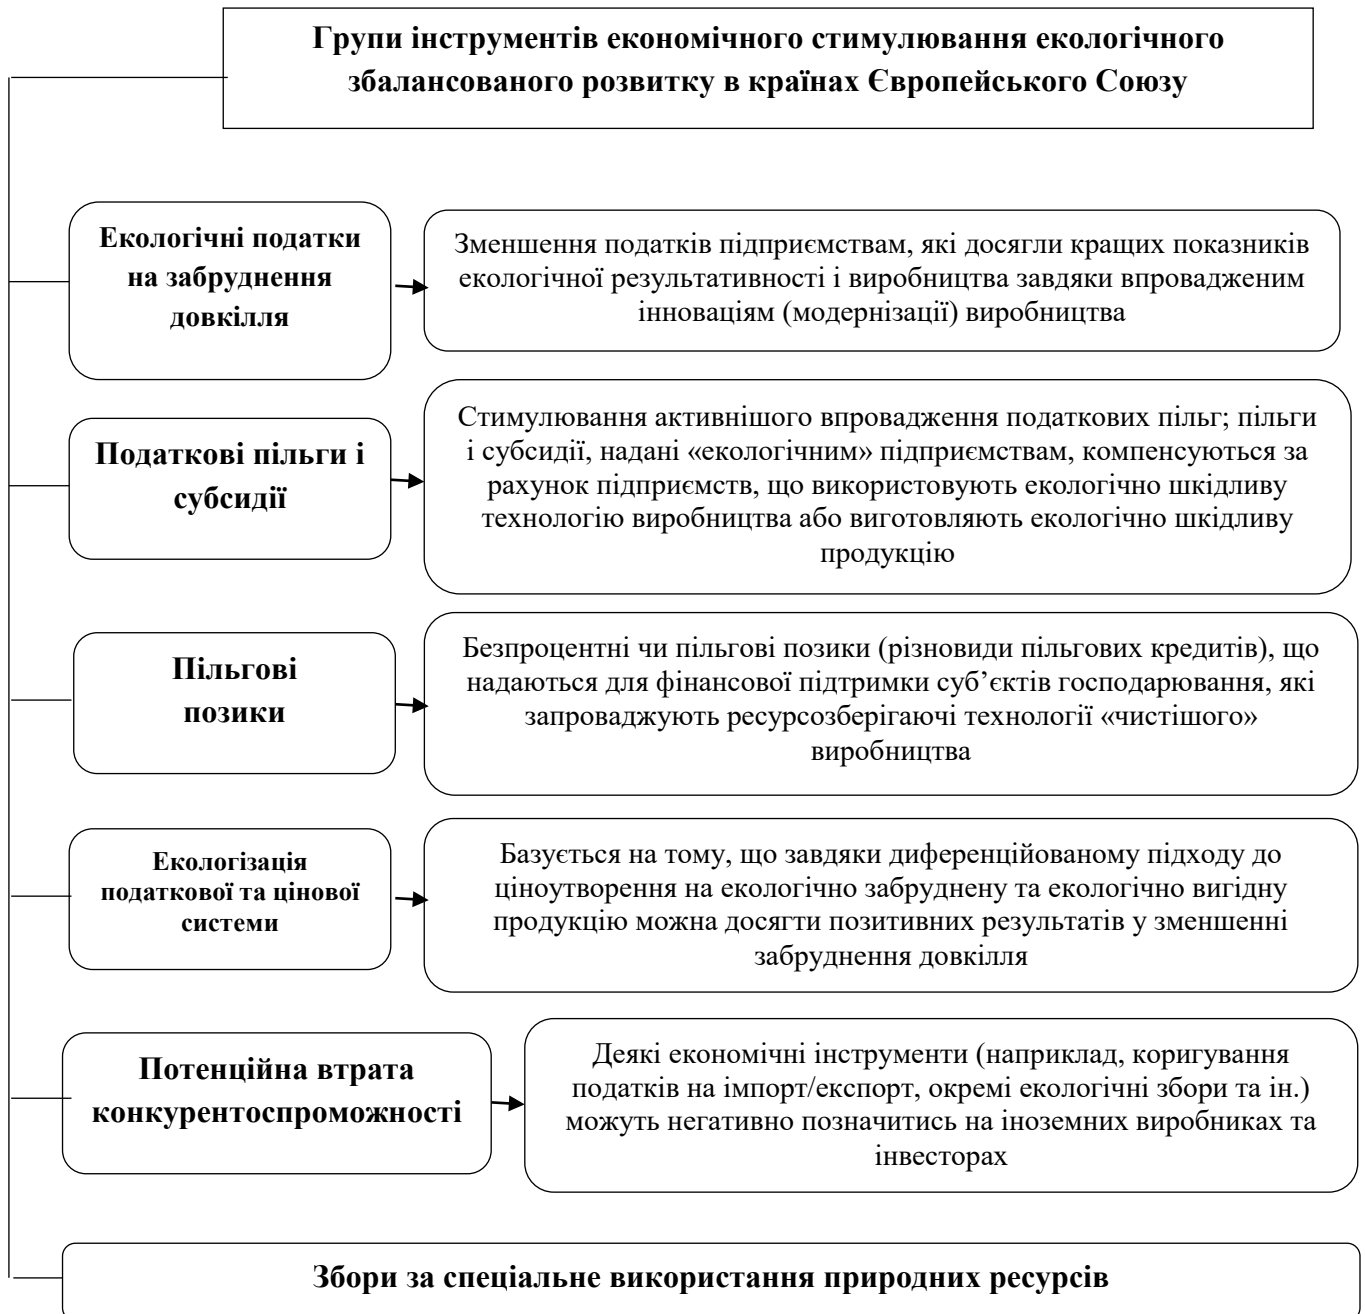 Групи інструментів економічного стимулювання екологічного
збалансованого розвитку в країнах Європейського Союзу
Екологічні податки
на забруднення
довкілля
Зменшення податків підприємствам, які досягли кращих показників
екологічної результативності і виробництва завдяки впровадженим
інноваціям (модернізації) виробництва
Податкові пільги і
субсидії
Стимулювання активнішого впровадження податкових пільг; пільги
і субсидії, надані «екологічним» підприємствам, компенсуються за
рахунок підприємств, що використовують екологічно шкідливу
технологію виробництва або виготовляють екологічно шкідливу
продукцію
Пільгові
позики
Безпроцентні чи пільгові позики (різновиди пільгових кредитів), що
надаються для фінансової підтримки суб’єктів господарювання, які
запроваджують ресурсозберігаючі технології «чистішого»
виробництва
Екологізація
податкової та цінової
системи
Базується на тому, що завдяки диференційованому підходу до
ціноутворення на екологічно забруднену та екологічно вигідну
продукцію можна досягти позитивних результатів у зменшенні
забруднення довкілля
Потенційна втрата
конкурентоспроможності
Деякі економічні інструменти (наприклад, коригування
податків на імпорт/експорт, окремі екологічні збори та ін.)
можуть негативно позначитись на іноземних виробниках та
інвесторах
Збори за спеціальне використання природних ресурсів